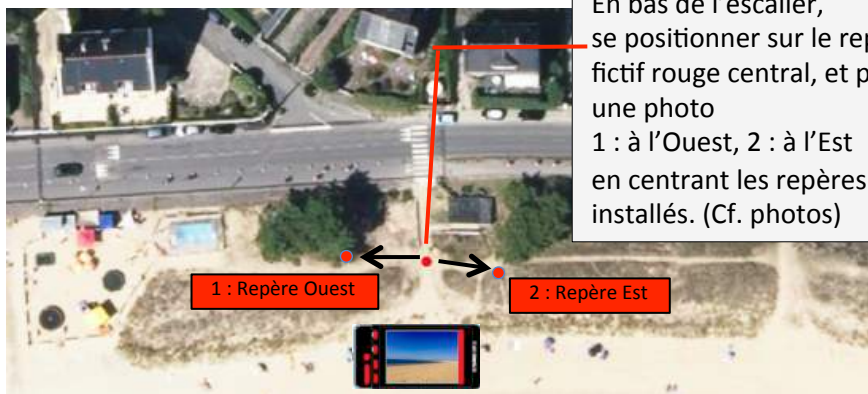 En bas de l'escalier,
se positionner sur le
fictif rouge central, et
une photo
1 : à l'Ouest, 2 : à l'Est
en centrant les repères
installés. (Cf. photos)
1 : Repère Ouest
2 : Repère Est